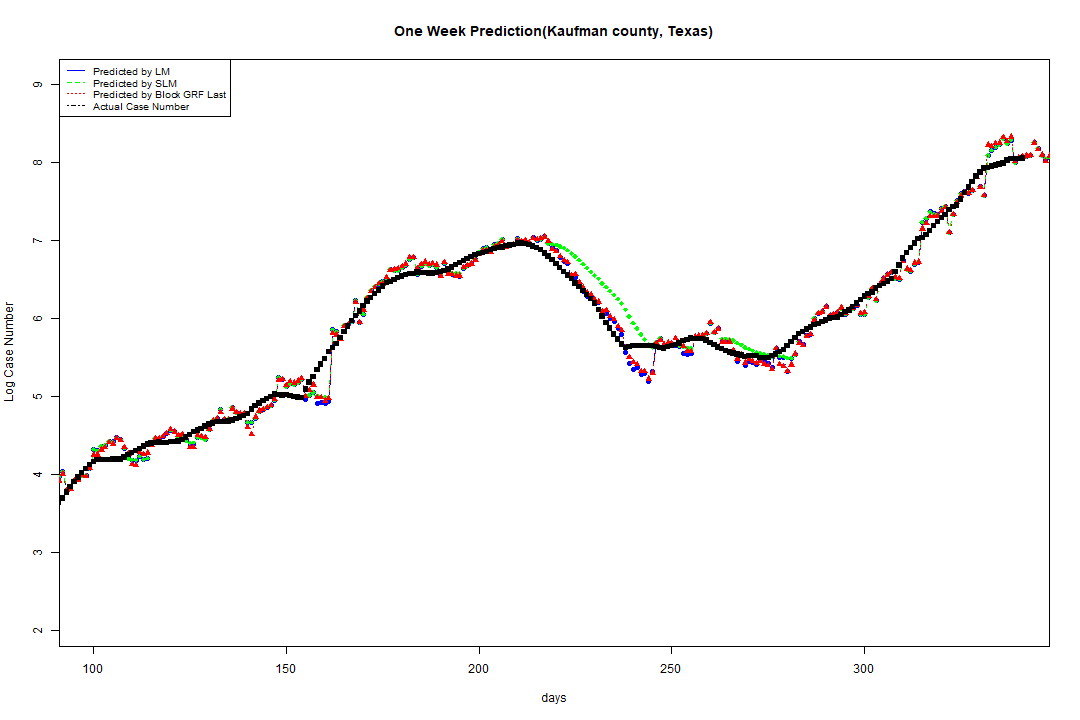 One Week Prediction(Kaufman county, Texas)
Predicted by LM
Predicted by SLM
Predicted by Block GRF Last
Actual Case Number
9
8
7
6
5
4
3
2
Log Case Number
100 150 200 250 300
days